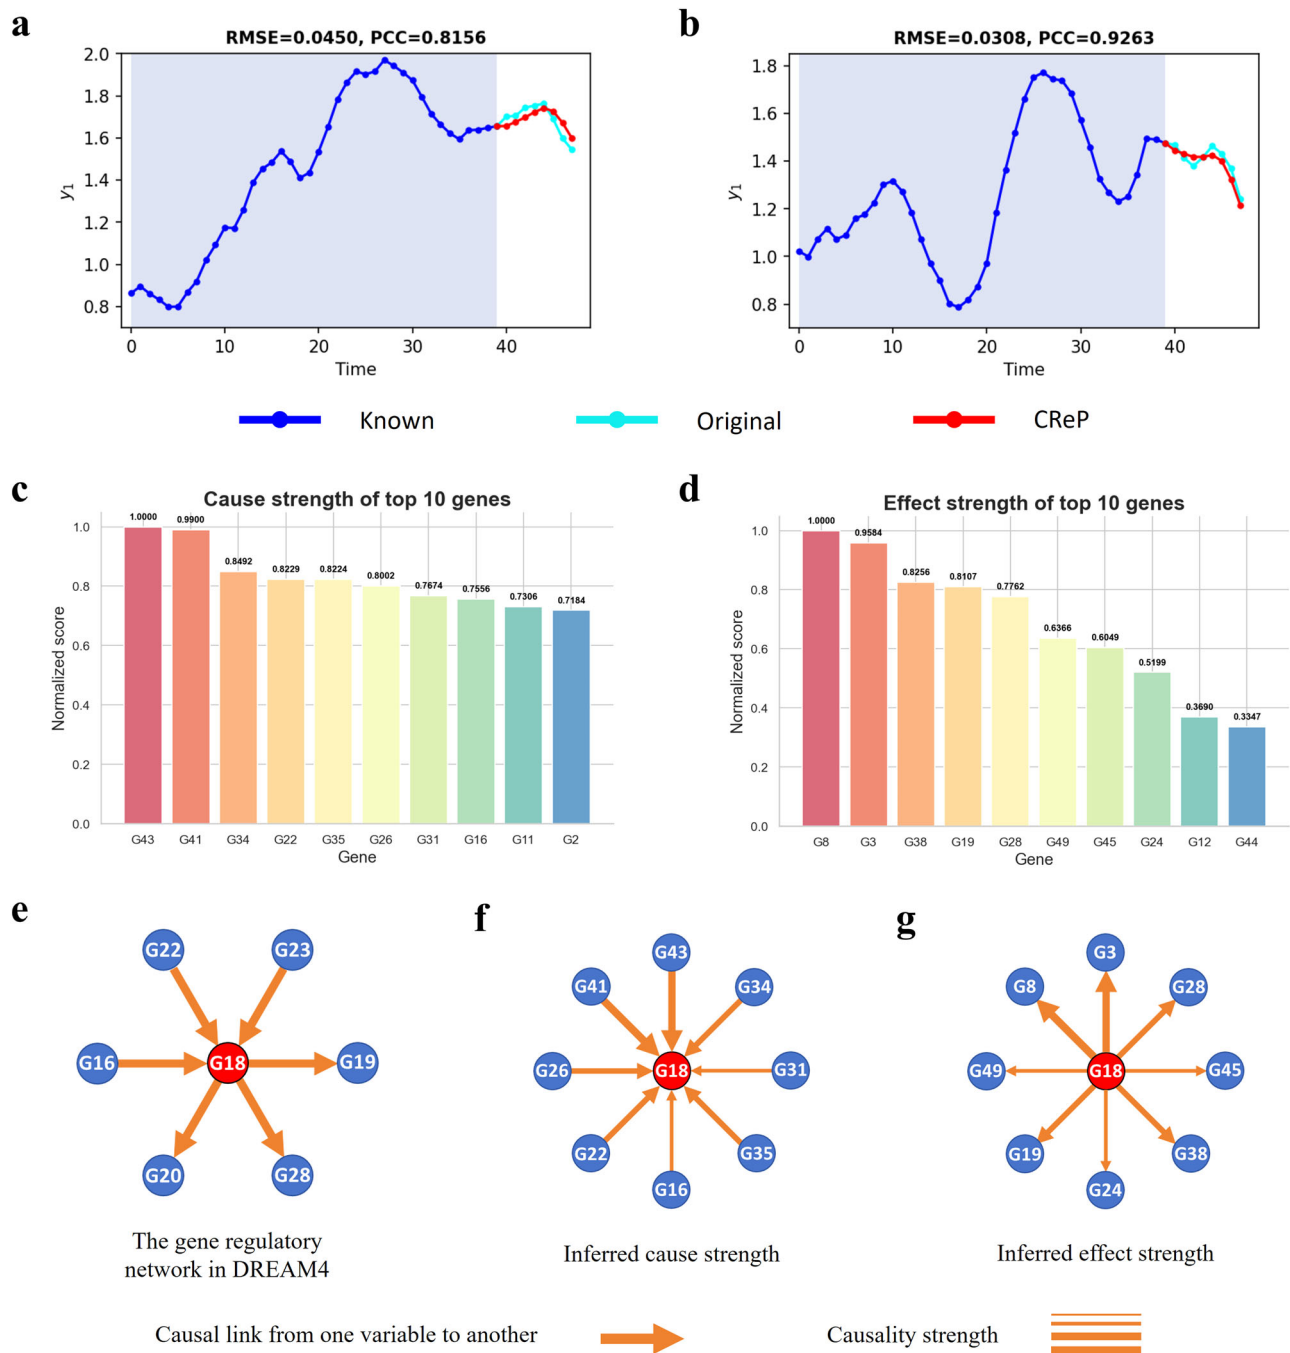 a
RMSE=0.0450, PCC=0.8156
2.0
1.8
1.6
1.4
1.2
1.0
0.8
y1
0 10 20 30 40
Time
b
RMSE=0.0308, PCC=0.9263
1.8
1.6
1.4
1.2
1.0
0.8
y1
0 10 20 30 40
Time
Known Original CReP
c
Cause strength of top 10 genes
Normalized score
1.0
0.8
0.6
0.4
0.2
0.0
1.0000 0.9900 0.8492 0.8229 0.8224 0.8002 0.7674 0.7556 0.7306 0.7184
G43 G41 G34 G22 G35 G26 G31 G16 G11 G2
Gene
d
Effect strength of top 10 genes
Normalized score
1.0
0.8
0.6
0.4
0.2
0.0
1.0000 0.9584 0.8256 0.8107 0.7762 0.6366 0.6049 0.5199 0.3690 0.3347
G8 G3 G38 G19 G28 G49 G45 G24 G12 G44
Gene
e
G22 G23
G16 G18 G19
G20 G28
The gene regulatory
network in DREAM4
f
G43
G41 G34
G26 G18 G31
G22 G35
G16
Inferred cause strength
g
G3
G8 G28
G49 G18 G45
G19 G38
G24
Inferred effect strength
Causal link from one variable to another
Causality strength